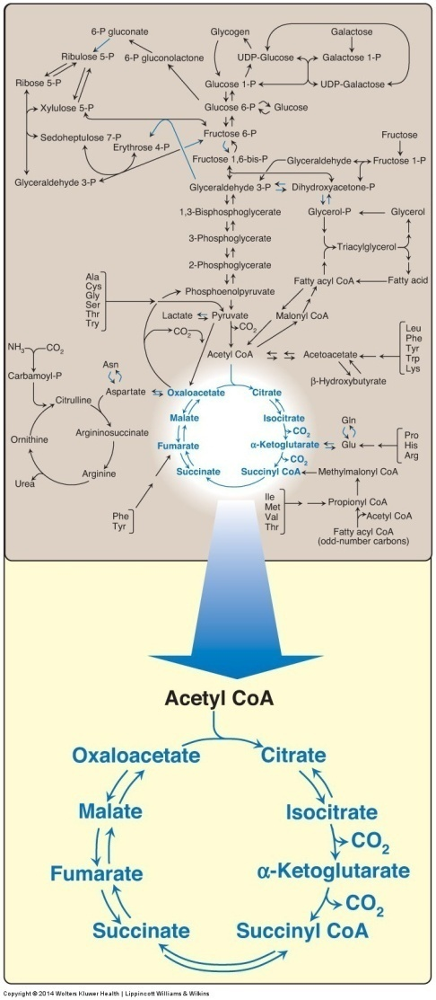 6-P gluconate
Glycogen
Galactose
Ribulose 5-P
6-P gluconolactone
UDP-Glucose
Galactose 1-P
Ribose 5-P
Glucose 1-P
UDP-Galactose
Xylulose 5-P
Glucose 6-P
Glucose
Sedoheptulose 7-P
Fructose 6-P
Fructose
Erythrose 4-P
Fructose 1,6-bis-P
Glyceraldehyde
Fructose 1-P
Glyceraldehyde 3-P
Glyceraldehyde 3-P
Dihydroxyacetone-P
1,3-Bisphosphoglycerate
Glycerol-P
Glycerol
3-Phosphoglycerate
Triacylglycerol
2-Phosphoglycerate
Ala
Cys
Gly
Ser
Thr
Try
Phosphoenolpyruvate
Fatty acyl CoA
Fatty acid
Lactate
Pyruvate
Malonyl CoA
CO2
CO2
Leu
Phe
Tyr
Trp
Lys
NH3
CO2
Acetyl CoA
Acetoacetate
Carbamoyl-P
Asn
β-Hydroxybutyrate
Citrulline
Aspartate
Oxaloacetate
Citrate
Malate
Isocitrate
Gln
CO2
Argininosuccinate
Ornithine
Fumarate
α-Ketoglutarate
Glu
Pro
His
Arg
CO2
Arginine
Succinate
Succinyl CoA
Methylmalonyl CoA
Urea
Ile
Met
Val
Thr
Propionyl CoA
Phe
Tyr
Acetyl CoA
Fatty acyl CoA
(odd-number carbons)
Acetyl CoA
Oxaloacetate
Citrate
Malate
Isocitrate
CO2
Fumarate
α-Ketoglutarate
CO2
Succinate
Succinyl CoA
Copyright © 2014 Wolters Kluwer Health | Lippincott Williams & Wilkins